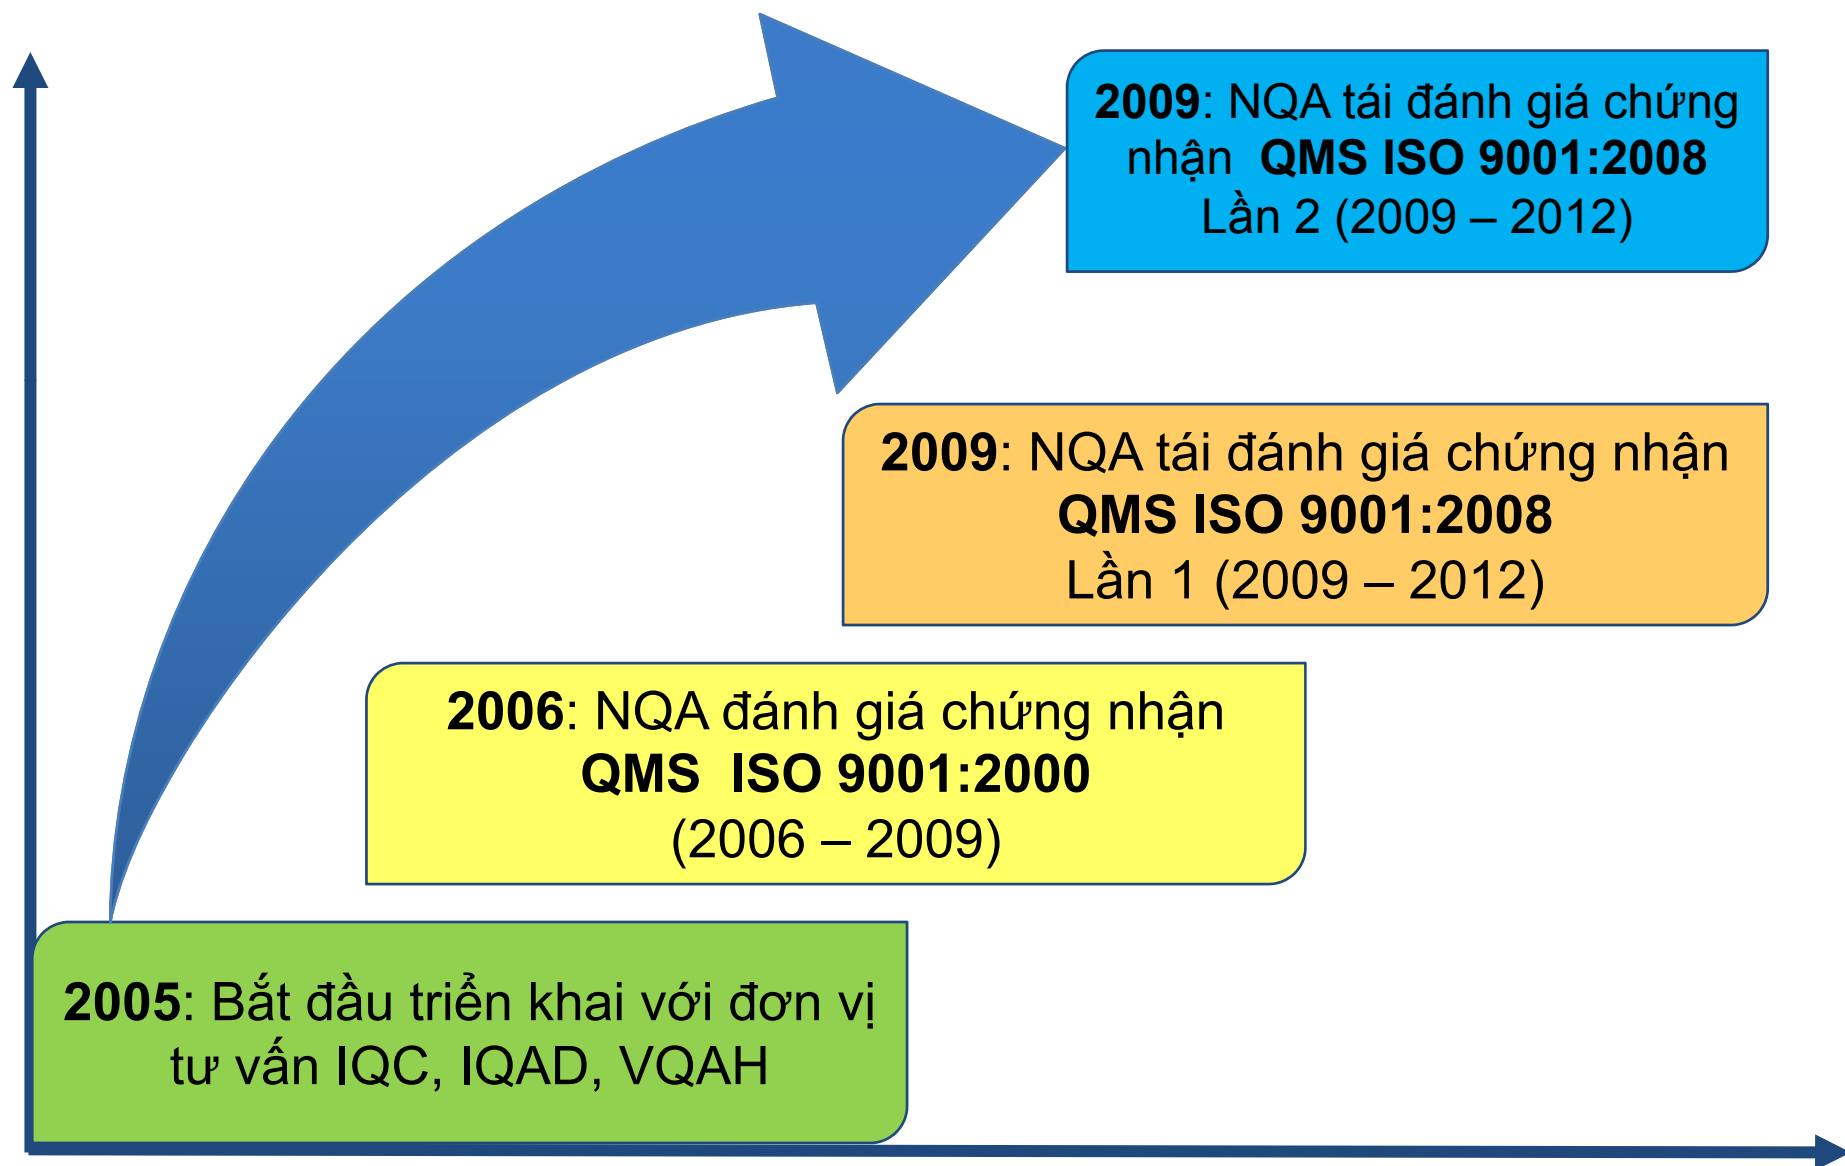 2009: NQA tái đánh giá chứng
nhận QMS ISO 9001:2008
Lần 2 (2009 – 2012)
2009: NQA tái đánh giá chứng nhận
QMS ISO 9001:2008
Lần 1 (2009 – 2012)
2006: NQA đánh giá chứng nhận
QMS ISO 9001:2000
(2006 – 2009)
2005: Bắt đầu triển khai với đơn vị
tư vấn IQC, IQAD, VQAH